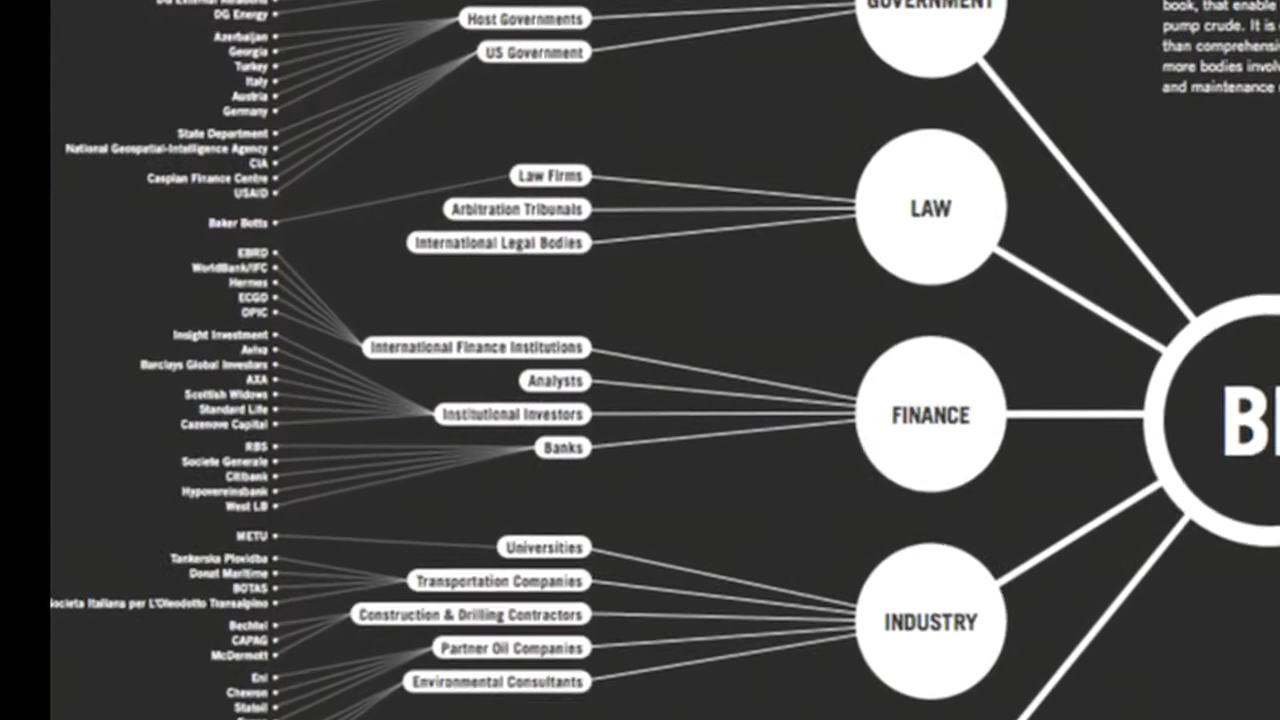 DG External Relations
DG Energy
Azerbaijan
Georgia
Turkey
Italy
Austria
Germany
State Department
National Geospatial-Intelligence Agency
CIA
Caspian Finance Centre
USAID
Baker Botts
EBRD
WorldBank/IFC
Hermes
ECGD
OPIC
Insight Investment
Aviva
Barclays Global Investors
AXA
Scottish Widows
Standard Life
Cazenove Capital
RBS
Societe Generale
Citibank
Hypovereinsbank
West LB
METU
Tankerska Plovidba
Donat Maritime
BOTAS
Societa Italiana per L'Oleodotto Transalpino
Bechtel
CAPAG
McDermott
Eni
Chevron
Statoil
Host Governments
US Government
Law Firms
Arbitration Tribunals
International Legal Bodies
International Finance Institutions
Analysts
Institutional Investors
Banks
Universities
Transportation Companies
Construction & Drilling Contractors
Partner Oil Companies
Environmental Consultants
GOVERNMENT
LAW
FINANCE
INDUSTRY
book, that enable
pump crude. It is
than comprehensi
more bodies involv
and maintenance